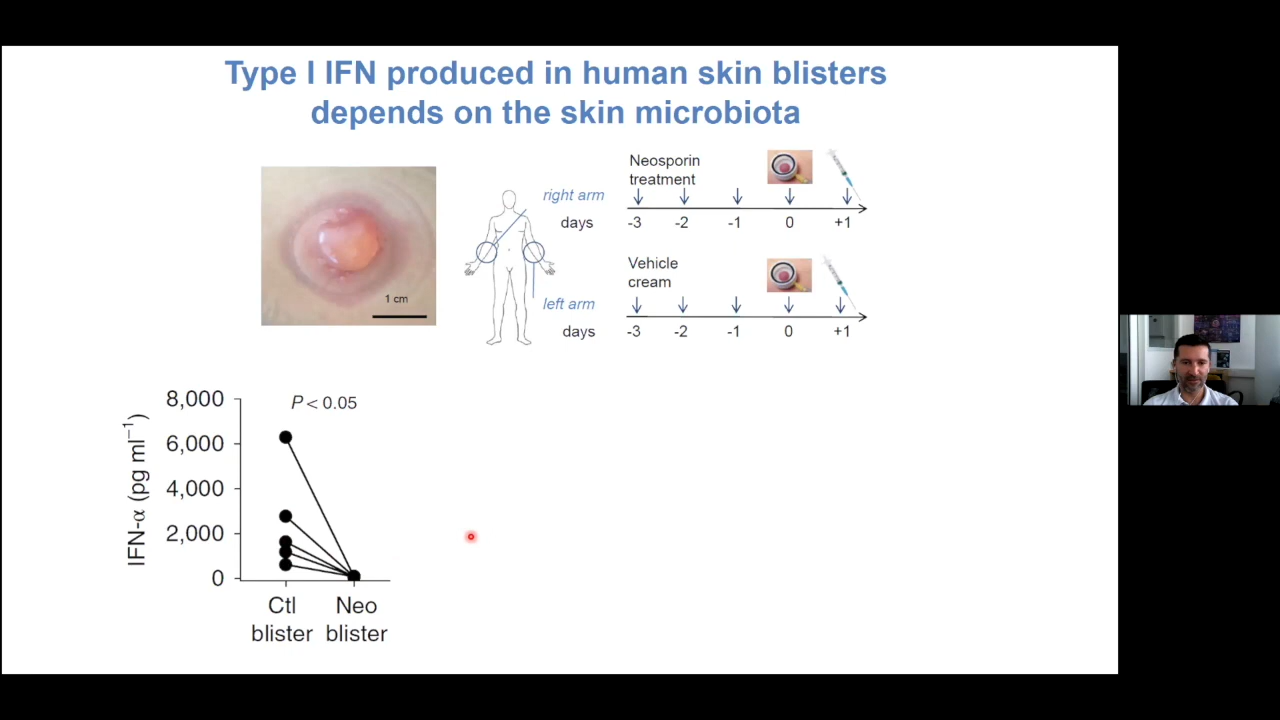 Type I IFN produced in human skin blisters
depends on the skin microbiota
1 cm
right arm
days
Neosporin
treatment
-3 -2 -1 0 +1
left arm
days
Vehicle
cream
-3 -2 -1 0 +1
IFN-α (pg ml⁻¹)
8,000
6,000
4,000
2,000
0
P < 0.05
Ctl
blister
Neo
blister